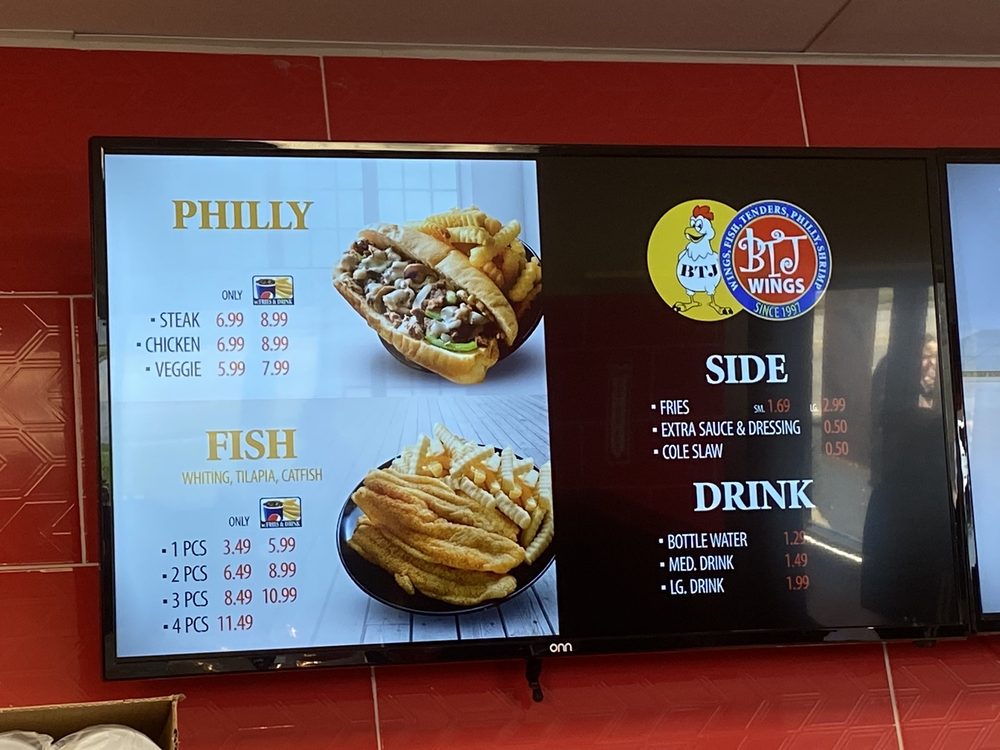 PHILLY
ONLY W. FRIES & DRINK
• STEAK 6.99 8.99
• CHICKEN 6.99 8.99
• VEGGIE 5.99 7.99
FISH
WHITING, TILAPIA, CATFISH
ONLY W. FRIES & DRINK
• 1 PCS 3.49 5.99
• 2 PCS 6.49 8.99
• 3 PCS 8.49 10.99
• 4 PCS 11.49
BTJ
WINGS, FISH, TENDERS, PHILLY, SHRIMP
BTJ
WINGS
SINCE 1997
SIDE
• FRIES SM. 1.69 LG. 2.99
• EXTRA SAUCE & DRESSING 0.50
• COLE SLAW 0.50
DRINK
• BOTTLE WATER 1.29
• MED. DRINK 1.49
• LG. DRINK 1.99
onn